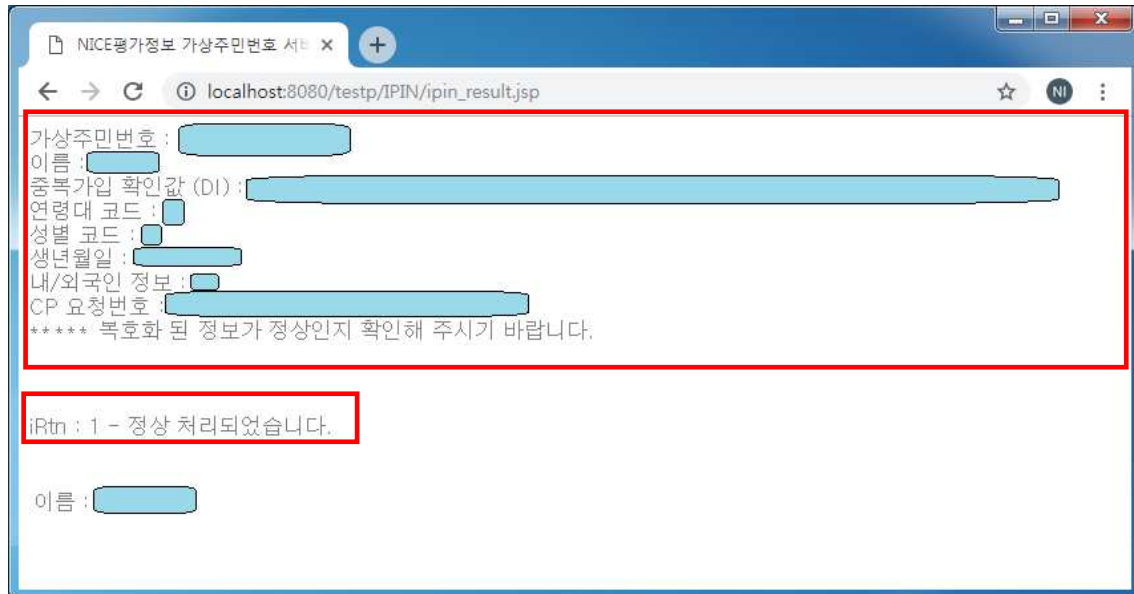 NICE평가정보 가상주민번호 서
localhost:8080/testp/IPIN/ipin_result.jsp
NI
가상주민번호 :
이름 :
중복가입 확인값 (DI) :
연령대 코드 :
성별 코드 :
생년월일 :
내/외국인 정보 :
CP 요청번호 :
***** 복호화 된 정보가 정상인지 확인해 주시기 바랍니다.
iRtn : 1 - 정상 처리되었습니다.
이름 :